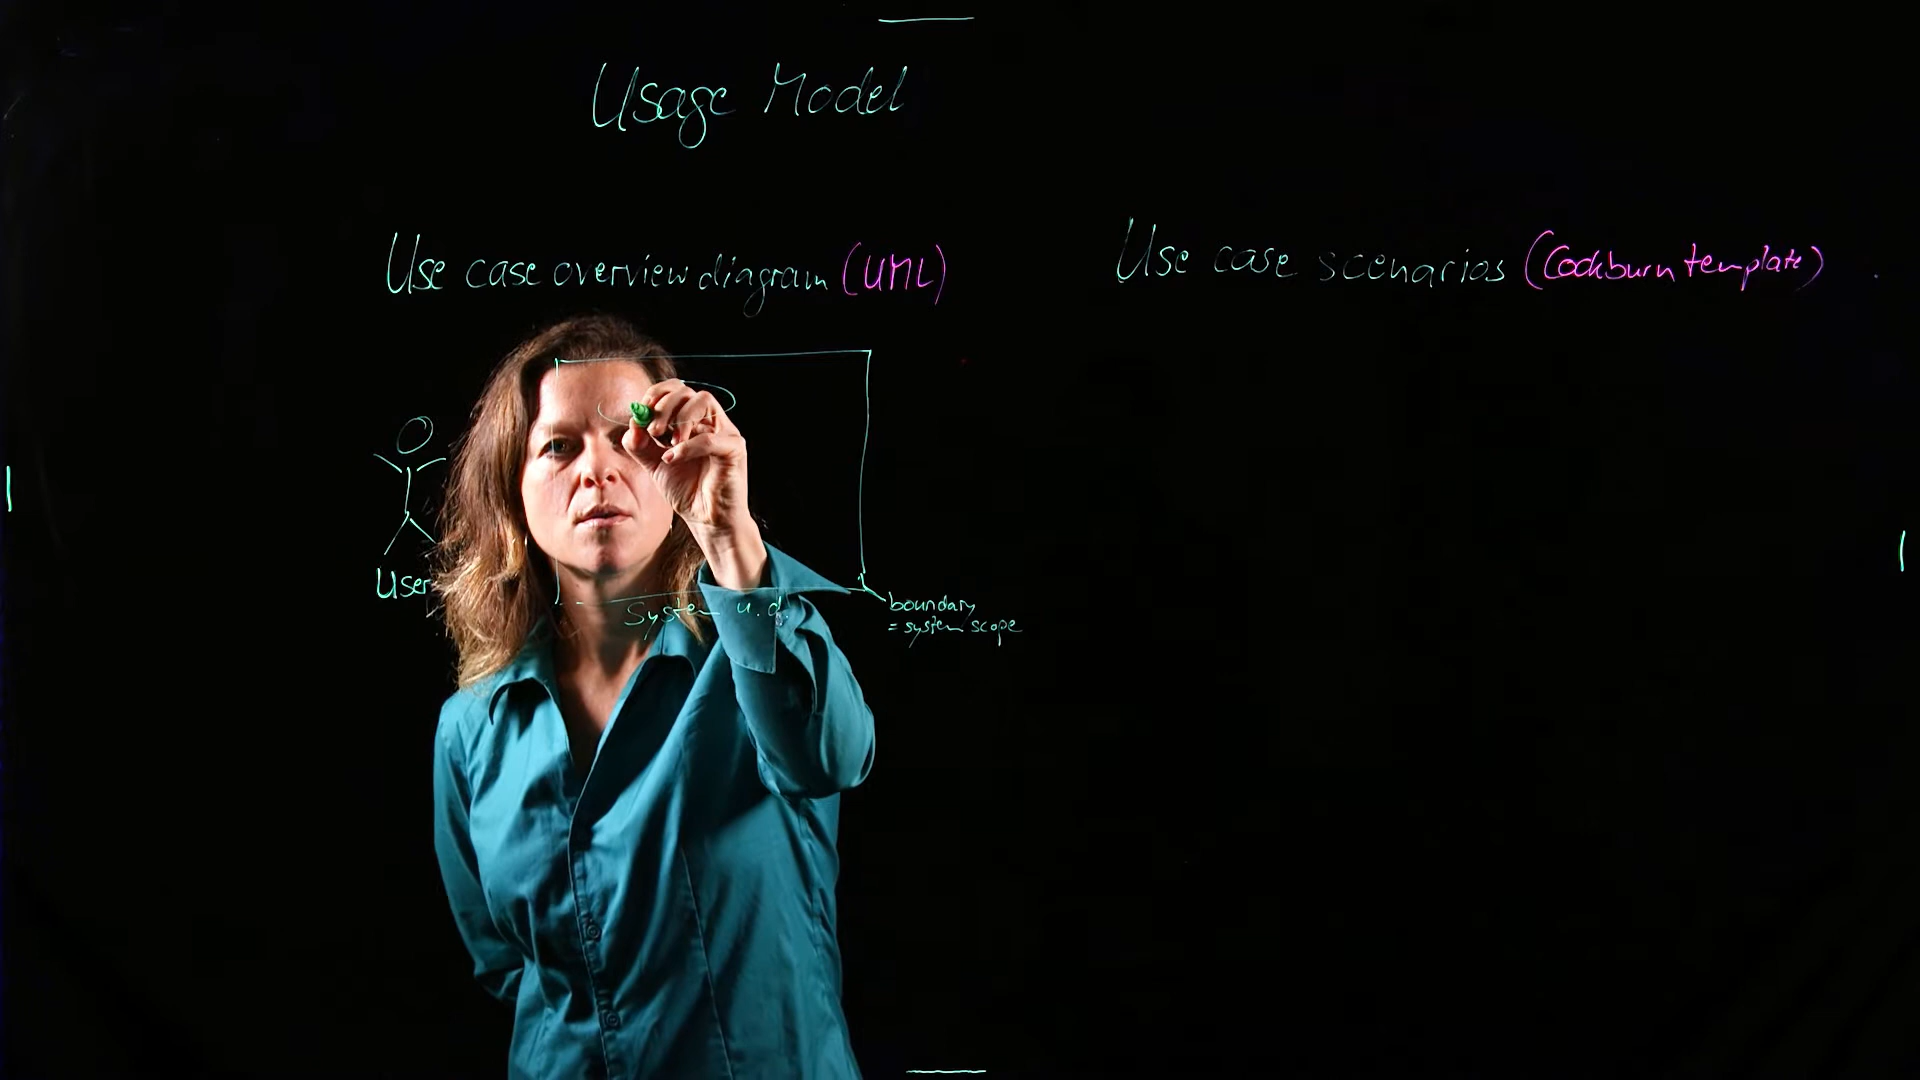 Usage Model
Use case overview diagram (UML)
Use case scenarios (Cockburn template)
User
System u.d.
boundary
= system scope